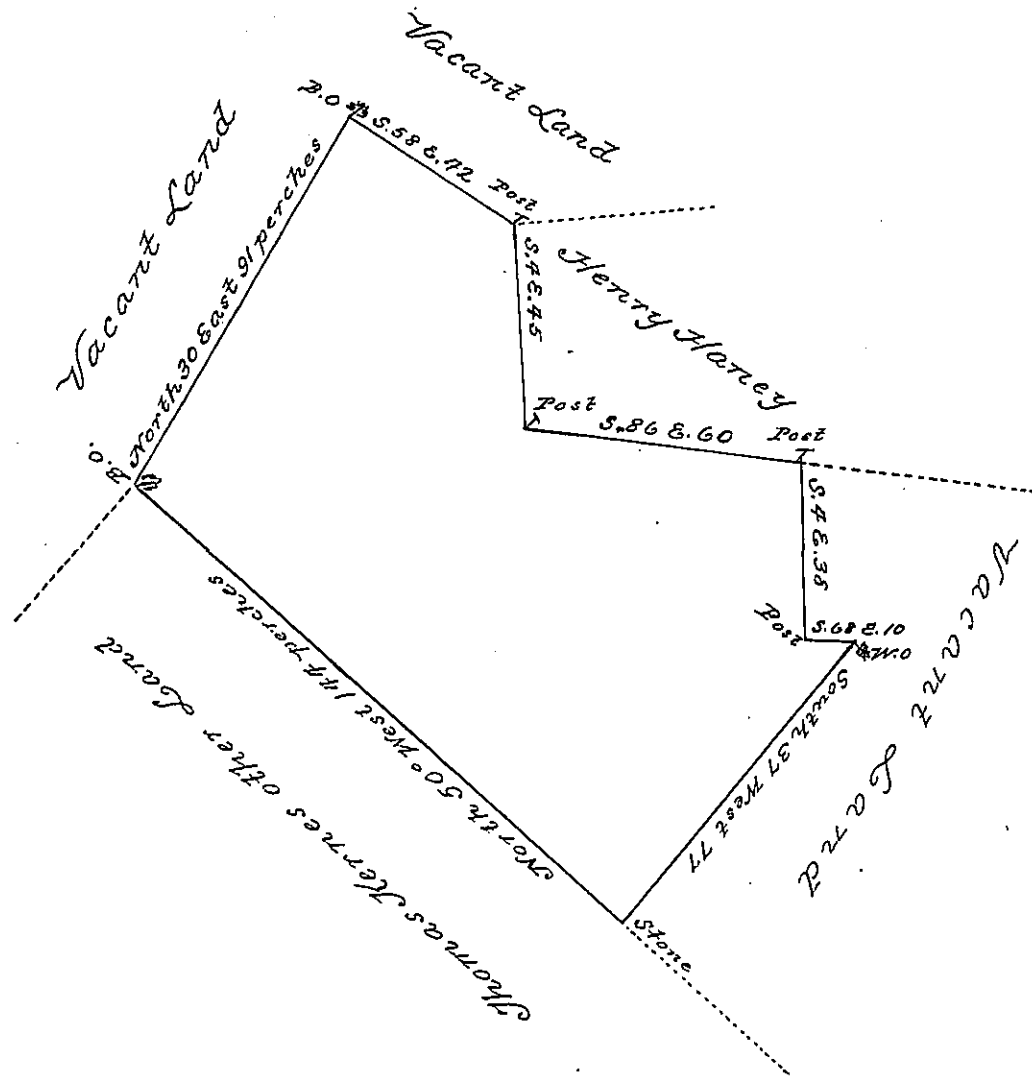 Vacant Land
Vacant Land
B.O
S. 58 E. 72
Post
North 30 East 91 perches
S. 4 E. 45
Henry Haney
Post
S. 86 E. 60
Post
B.O.
S. 4 E. 38
Post
S. 68 E. 10
W.O
Vacant Land
South 37 West 77
North 50° West 144 perches
Thomas Kernes other Land
Stone